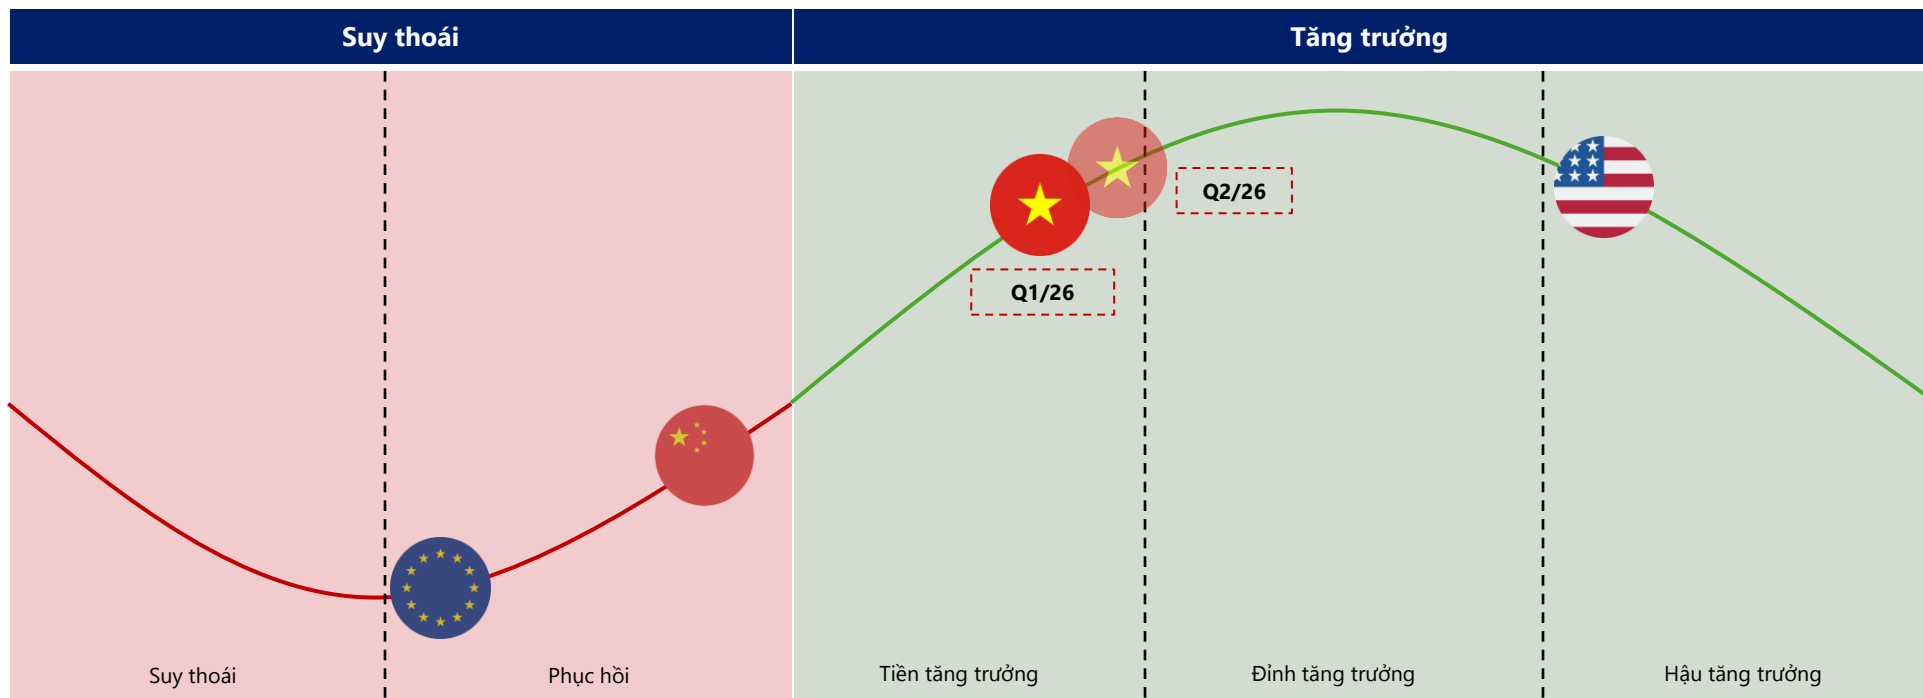 Suy thoái
Tăng trưởng
Q2/26
Q1/26
Suy thoái
Phục hồi
Tiền tăng trưởng
Đỉnh tăng trưởng
Hậu tăng trưởng